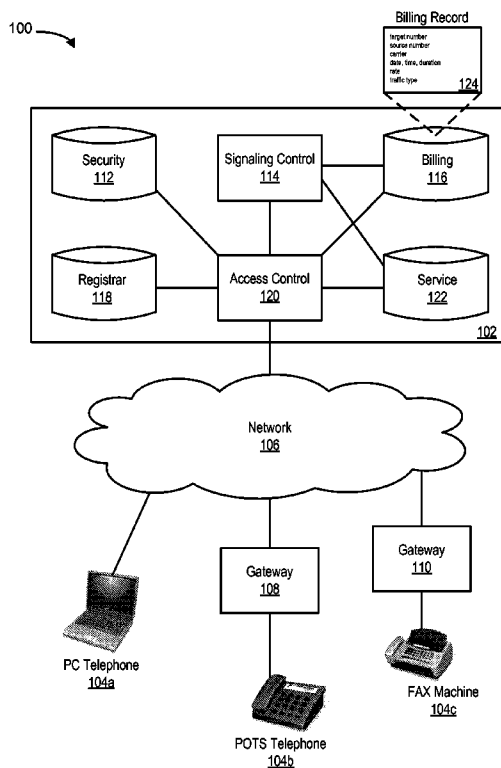 100
Billing Record
target number
source number
carrier
date, time, duration
rate
traffic type
124
Security
112
Signaling Control
114
Billing
116
Registrar
118
Access Control
120
Service
122
102
Network
106
Gateway
108
Gateway
110
PC Telephone
104a
POTS Telephone
104b
FAX Machine
104c